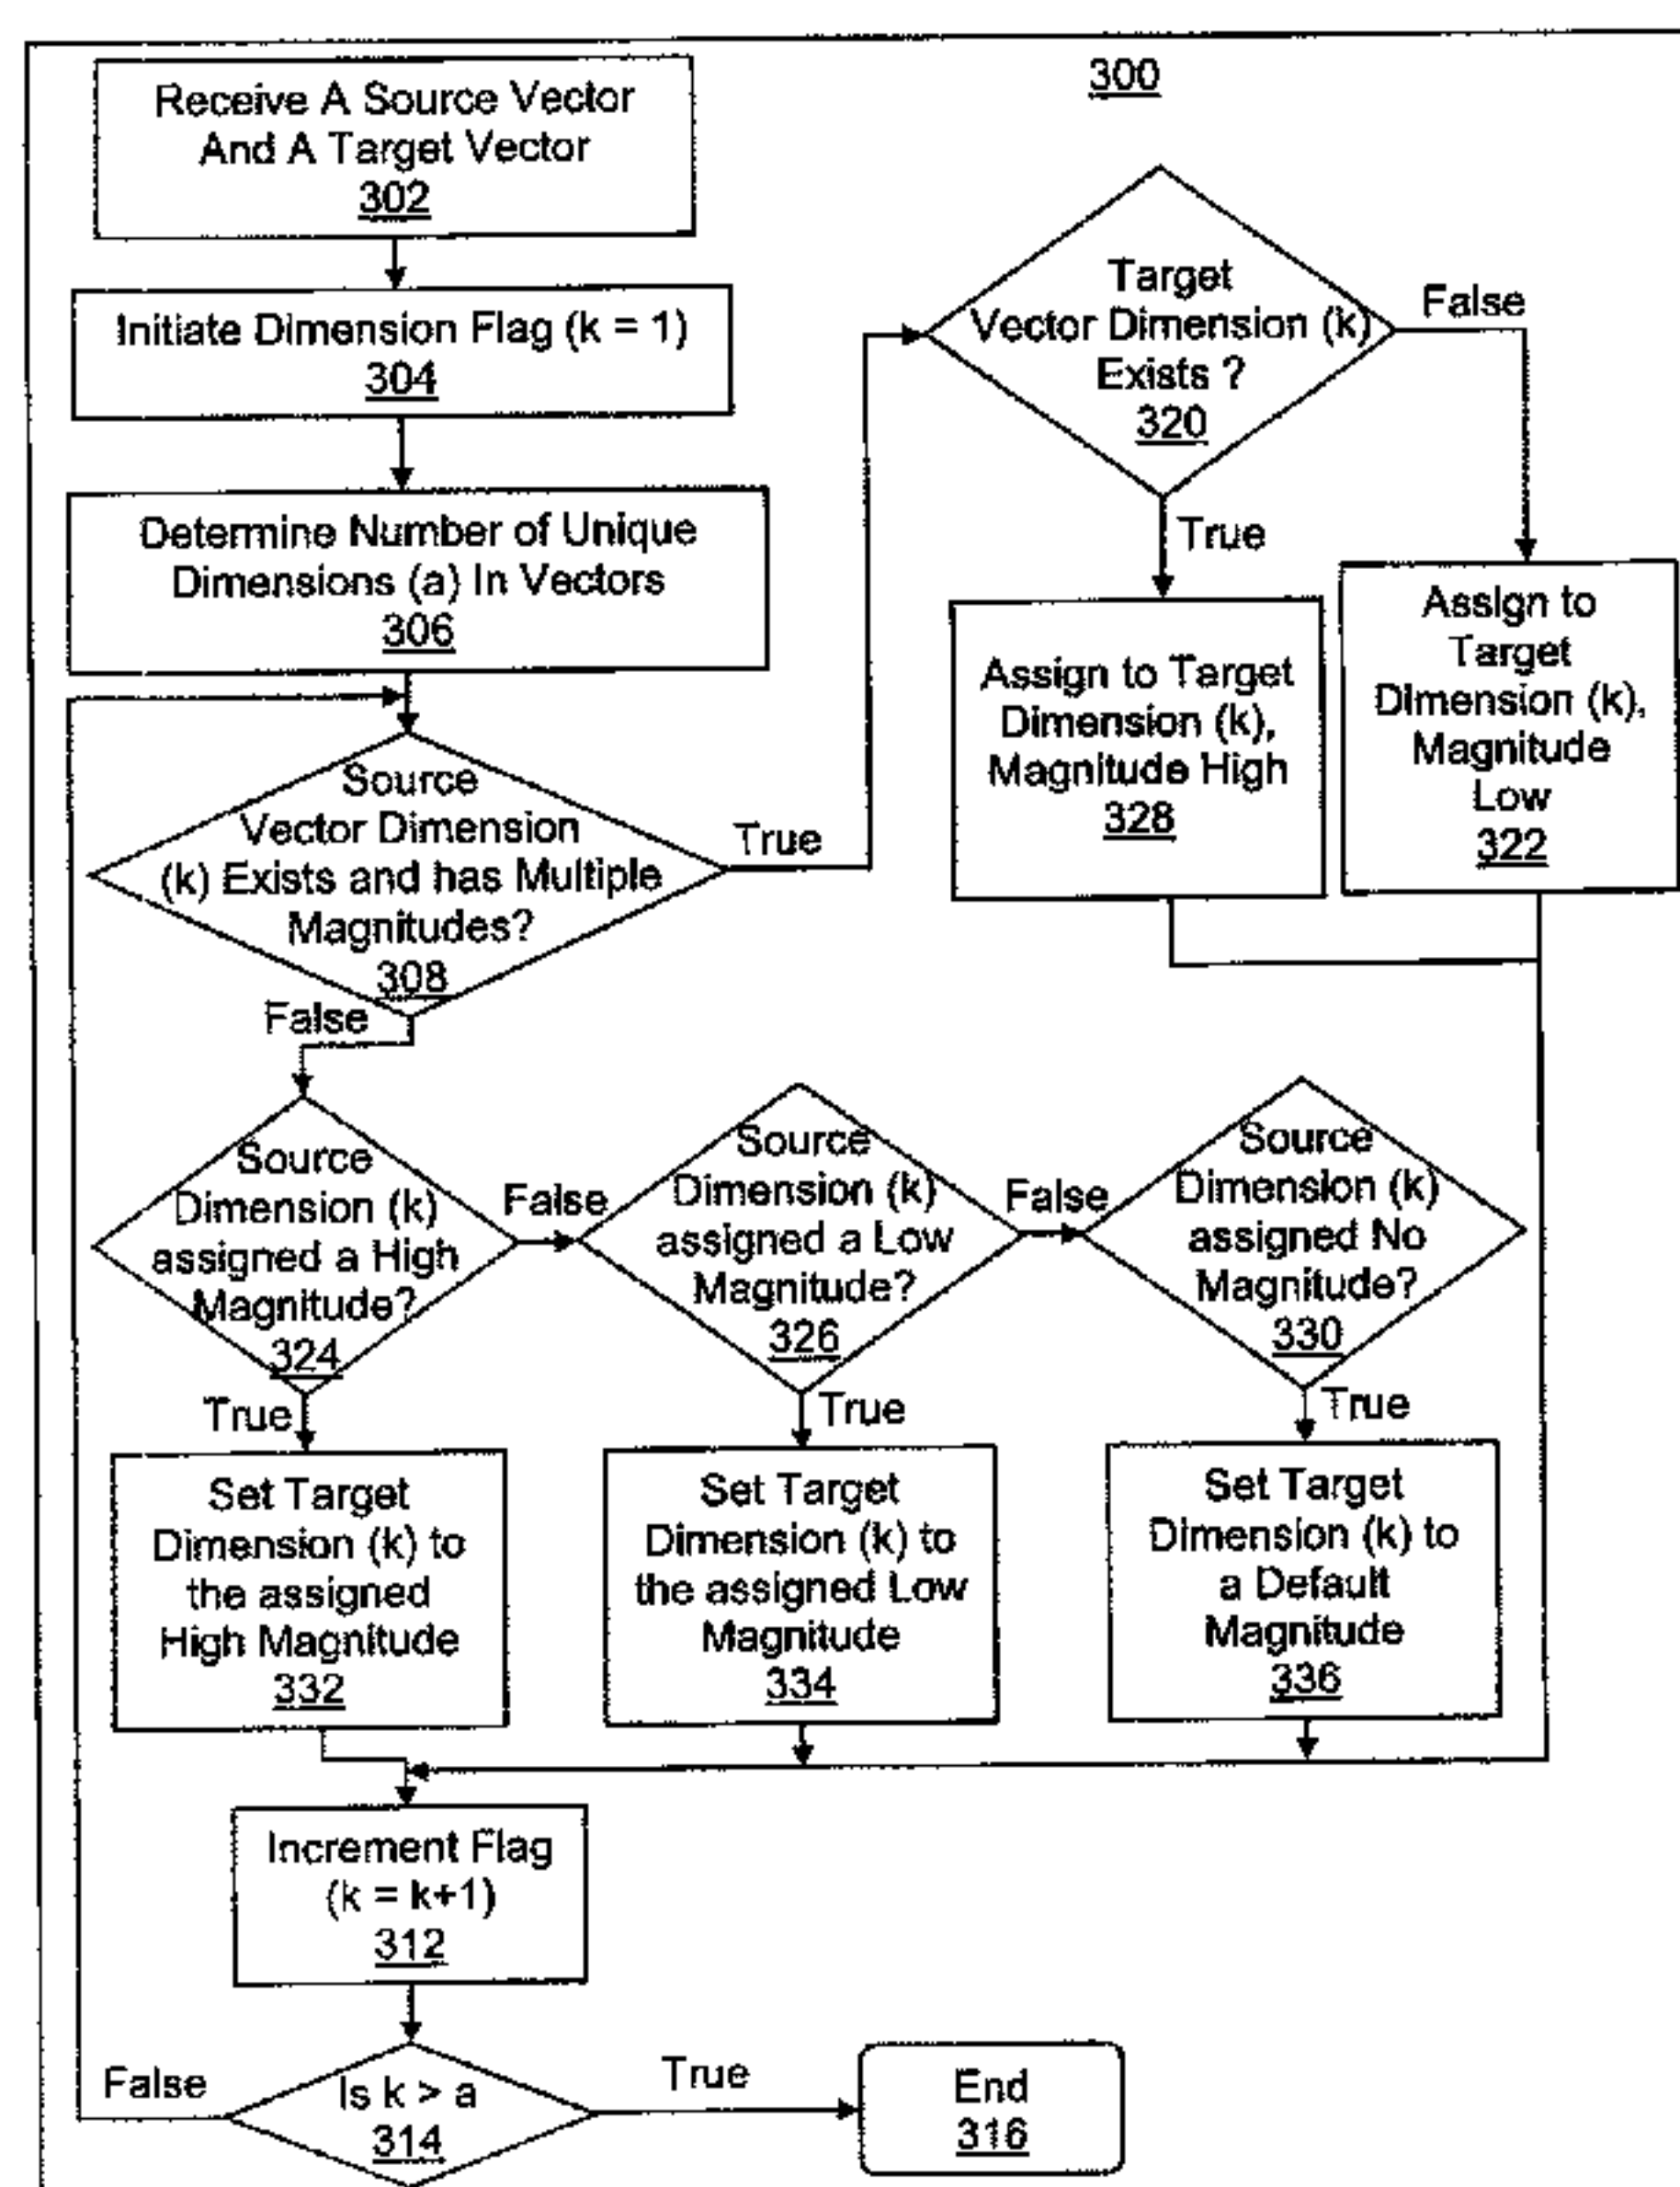 300
Receive A Source Vector
And A Target Vector
302
Initiate Dimension Flag (k = 1)
304
Determine Number of Unique
Dimensions (a) In Vectors
306
Source
Vector Dimension
(k) Exists and has Multiple
Magnitudes?
308
True
False
Target
Vector Dimension (k)
Exists ?
320
False
True
Assign to Target
Dimension (k),
Magnitude High
328
Assign to
Target
Dimension (k),
Magnitude
Low
322
Source
Dimension (k)
assigned a High
Magnitude?
324
False
True
Source
Dimension (k)
assigned a Low
Magnitude?
326
False
True
Source
Dimension (k)
assigned No
Magnitude?
330
True
Set Target
Dimension (k) to
the assigned
High Magnitude
332
Set Target
Dimension (k) to
the assigned Low
Magnitude
334
Set Target
Dimension (k) to
a Default
Magnitude
336
Increment Flag
(k = k+1)
312
Is k > a
314
False
True
End
316